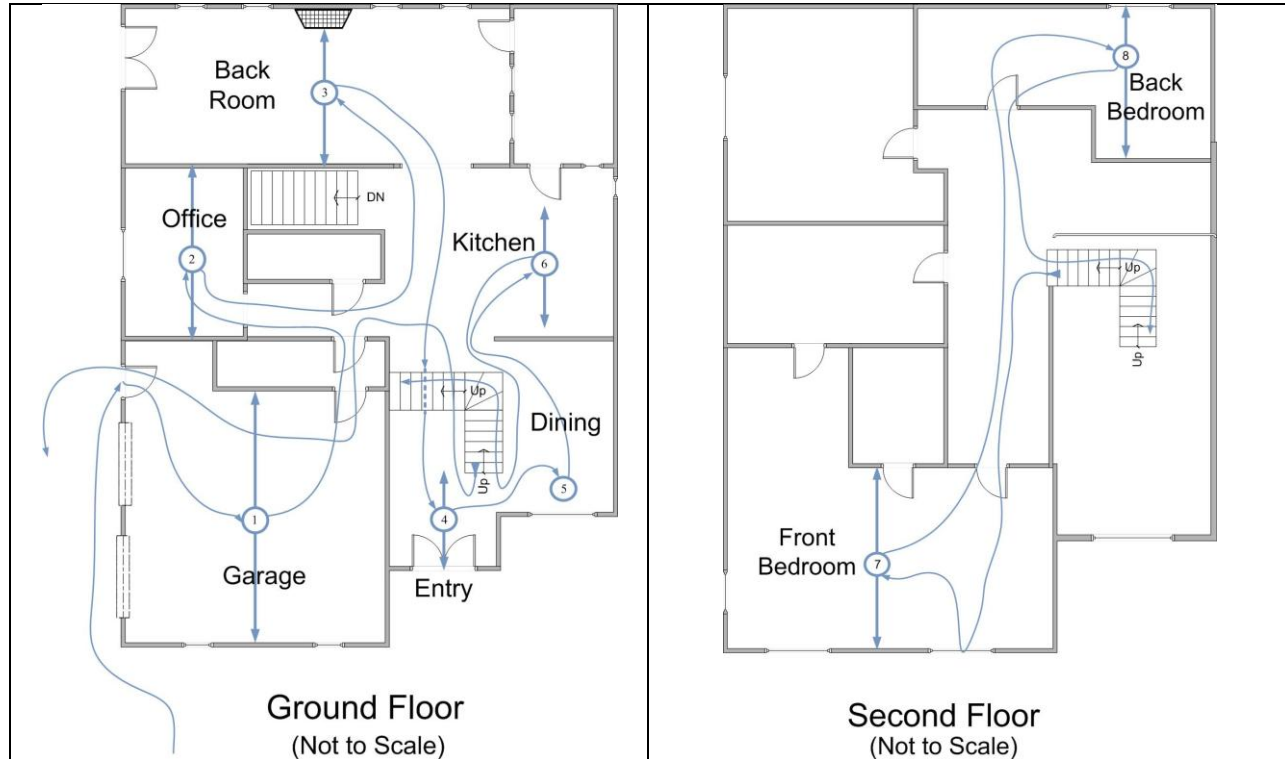 Back
Room
3
DN
Office
2
Kitchen
6
Up
Dining
Up
5
4
1
Garage
Entry
Ground Floor
(Not to Scale)
8
Back
Bedroom
Up
Up
Front
Bedroom
7
Second Floor
(Not to Scale)